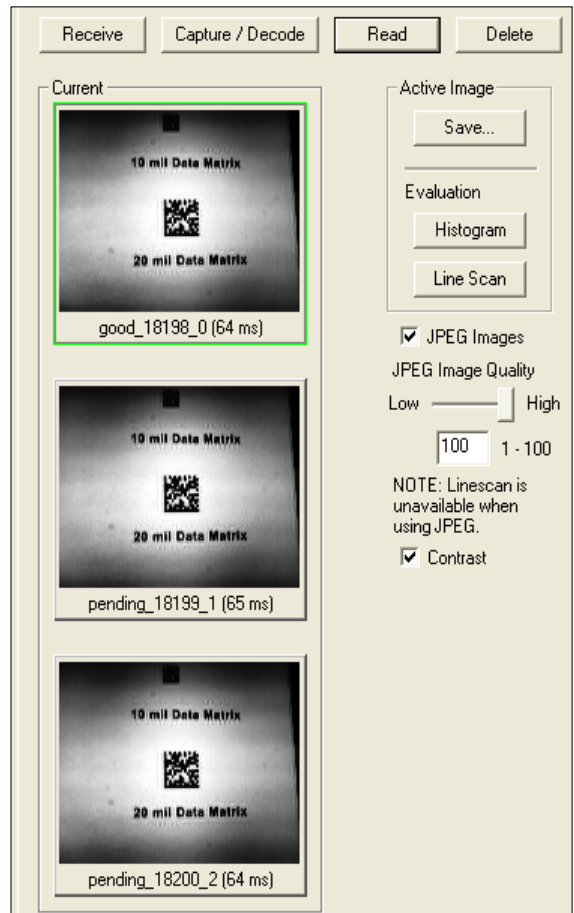 Receive Capture / Decode Read Delete
Current
10 mil Data Matrix
20 mil Data Matrix
good_18198_0 (64 ms)
10 mil Data Matrix
20 mil Data Matrix
pending_18199_1 (65 ms)
10 mil Data Matrix
20 mil Data Matrix
pending_18200_2 (64 ms)
Active Image
Save...
Evaluation
Histogram
Line Scan
JPEG Images
JPEG Image Quality
Low High
100 1 - 100
NOTE: Linescan is
unavailable when
using JPEG.
Contrast